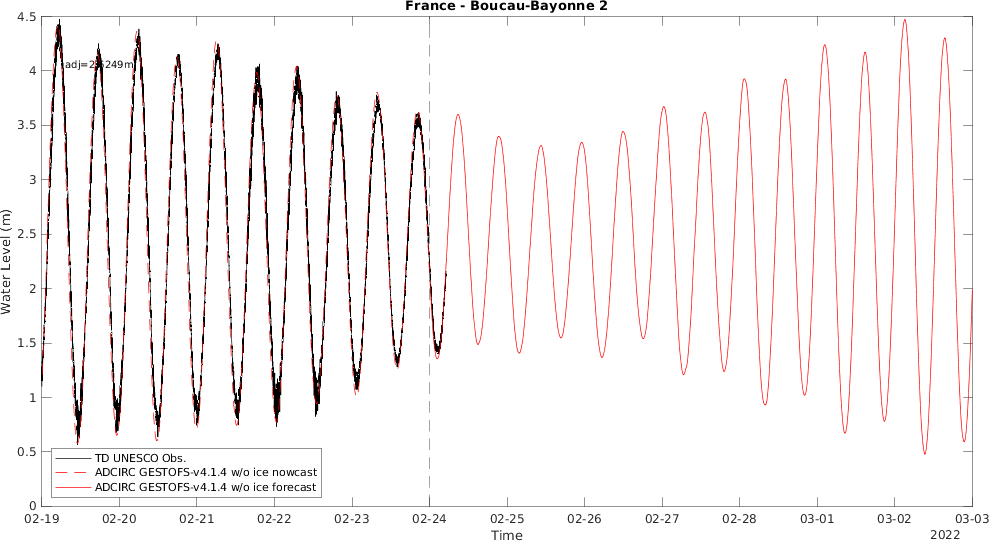 France - Boucau-Bayonne 2
Water Level (m)
4.5
4
3.5
3
2.5
2
1.5
1
0.5
0
TD UNESCO Obs.
ADCIRC GESTOFS-v4.1.4 w/o ice nowcast
ADCIRC GESTOFS-v4.1.4 w/o ice forecast
02-19 02-20 02-21 02-22 02-23 02-24 02-25 02-26 02-27 02-28 03-01 03-02 03-03
Time
2022